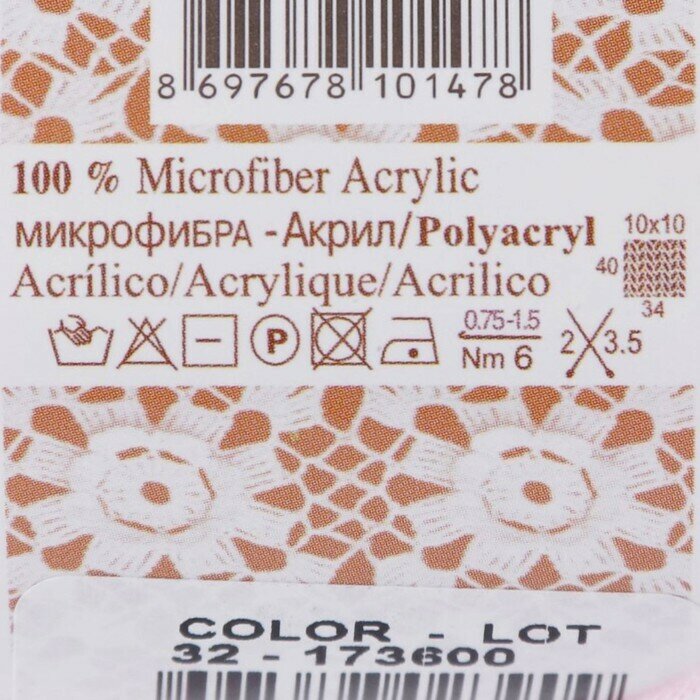 8 697678 101478
100 % Microfiber Acrylic
МИКРОФИБРА - Акрил/Polyacryl
Acrílico/Acrylique/Acrilico
10x10
40
34
P
0.75-1.5
Nm 6
2 3.5
COLOR - LOT
32 - 173600